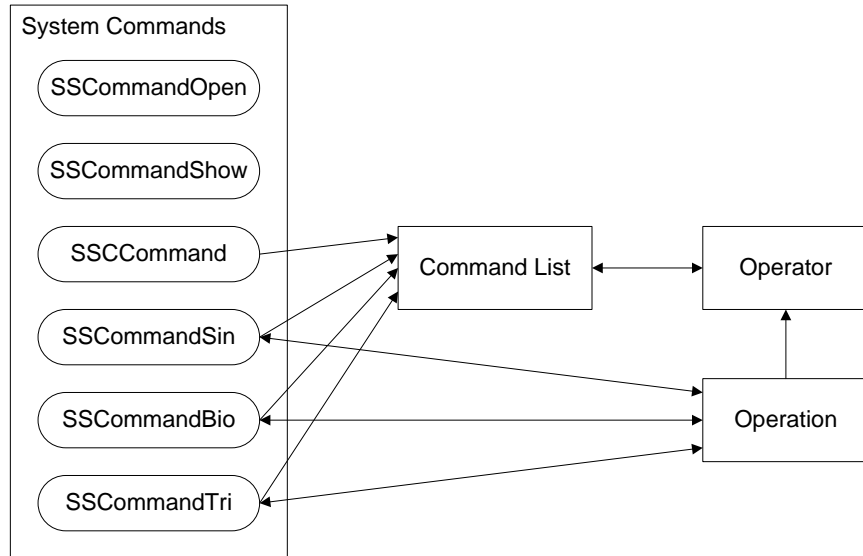 System Commands
SSCommandOpen
SSCommandShow
SSCCommand
SSCommandSin
SSCommandBio
SSCommandTri
Command List
Operator
Operation